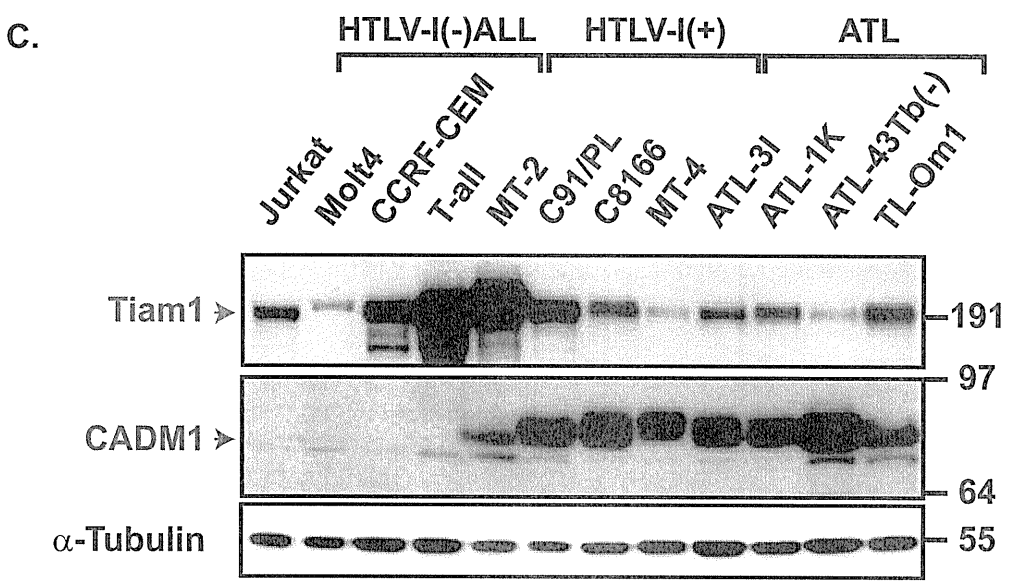 C.
HTLV-I(-)ALL HTLV-I(+) ATL
Jurkat
Molt4
CCRF-CEM
T-all
MT-2
C91/PL
C8166
MT-4
ATL-3I
ATL-1K
ATL-43Tb(-)
TL-Om1
Tiam1
191
97
CADM1
64
α-Tubulin
55